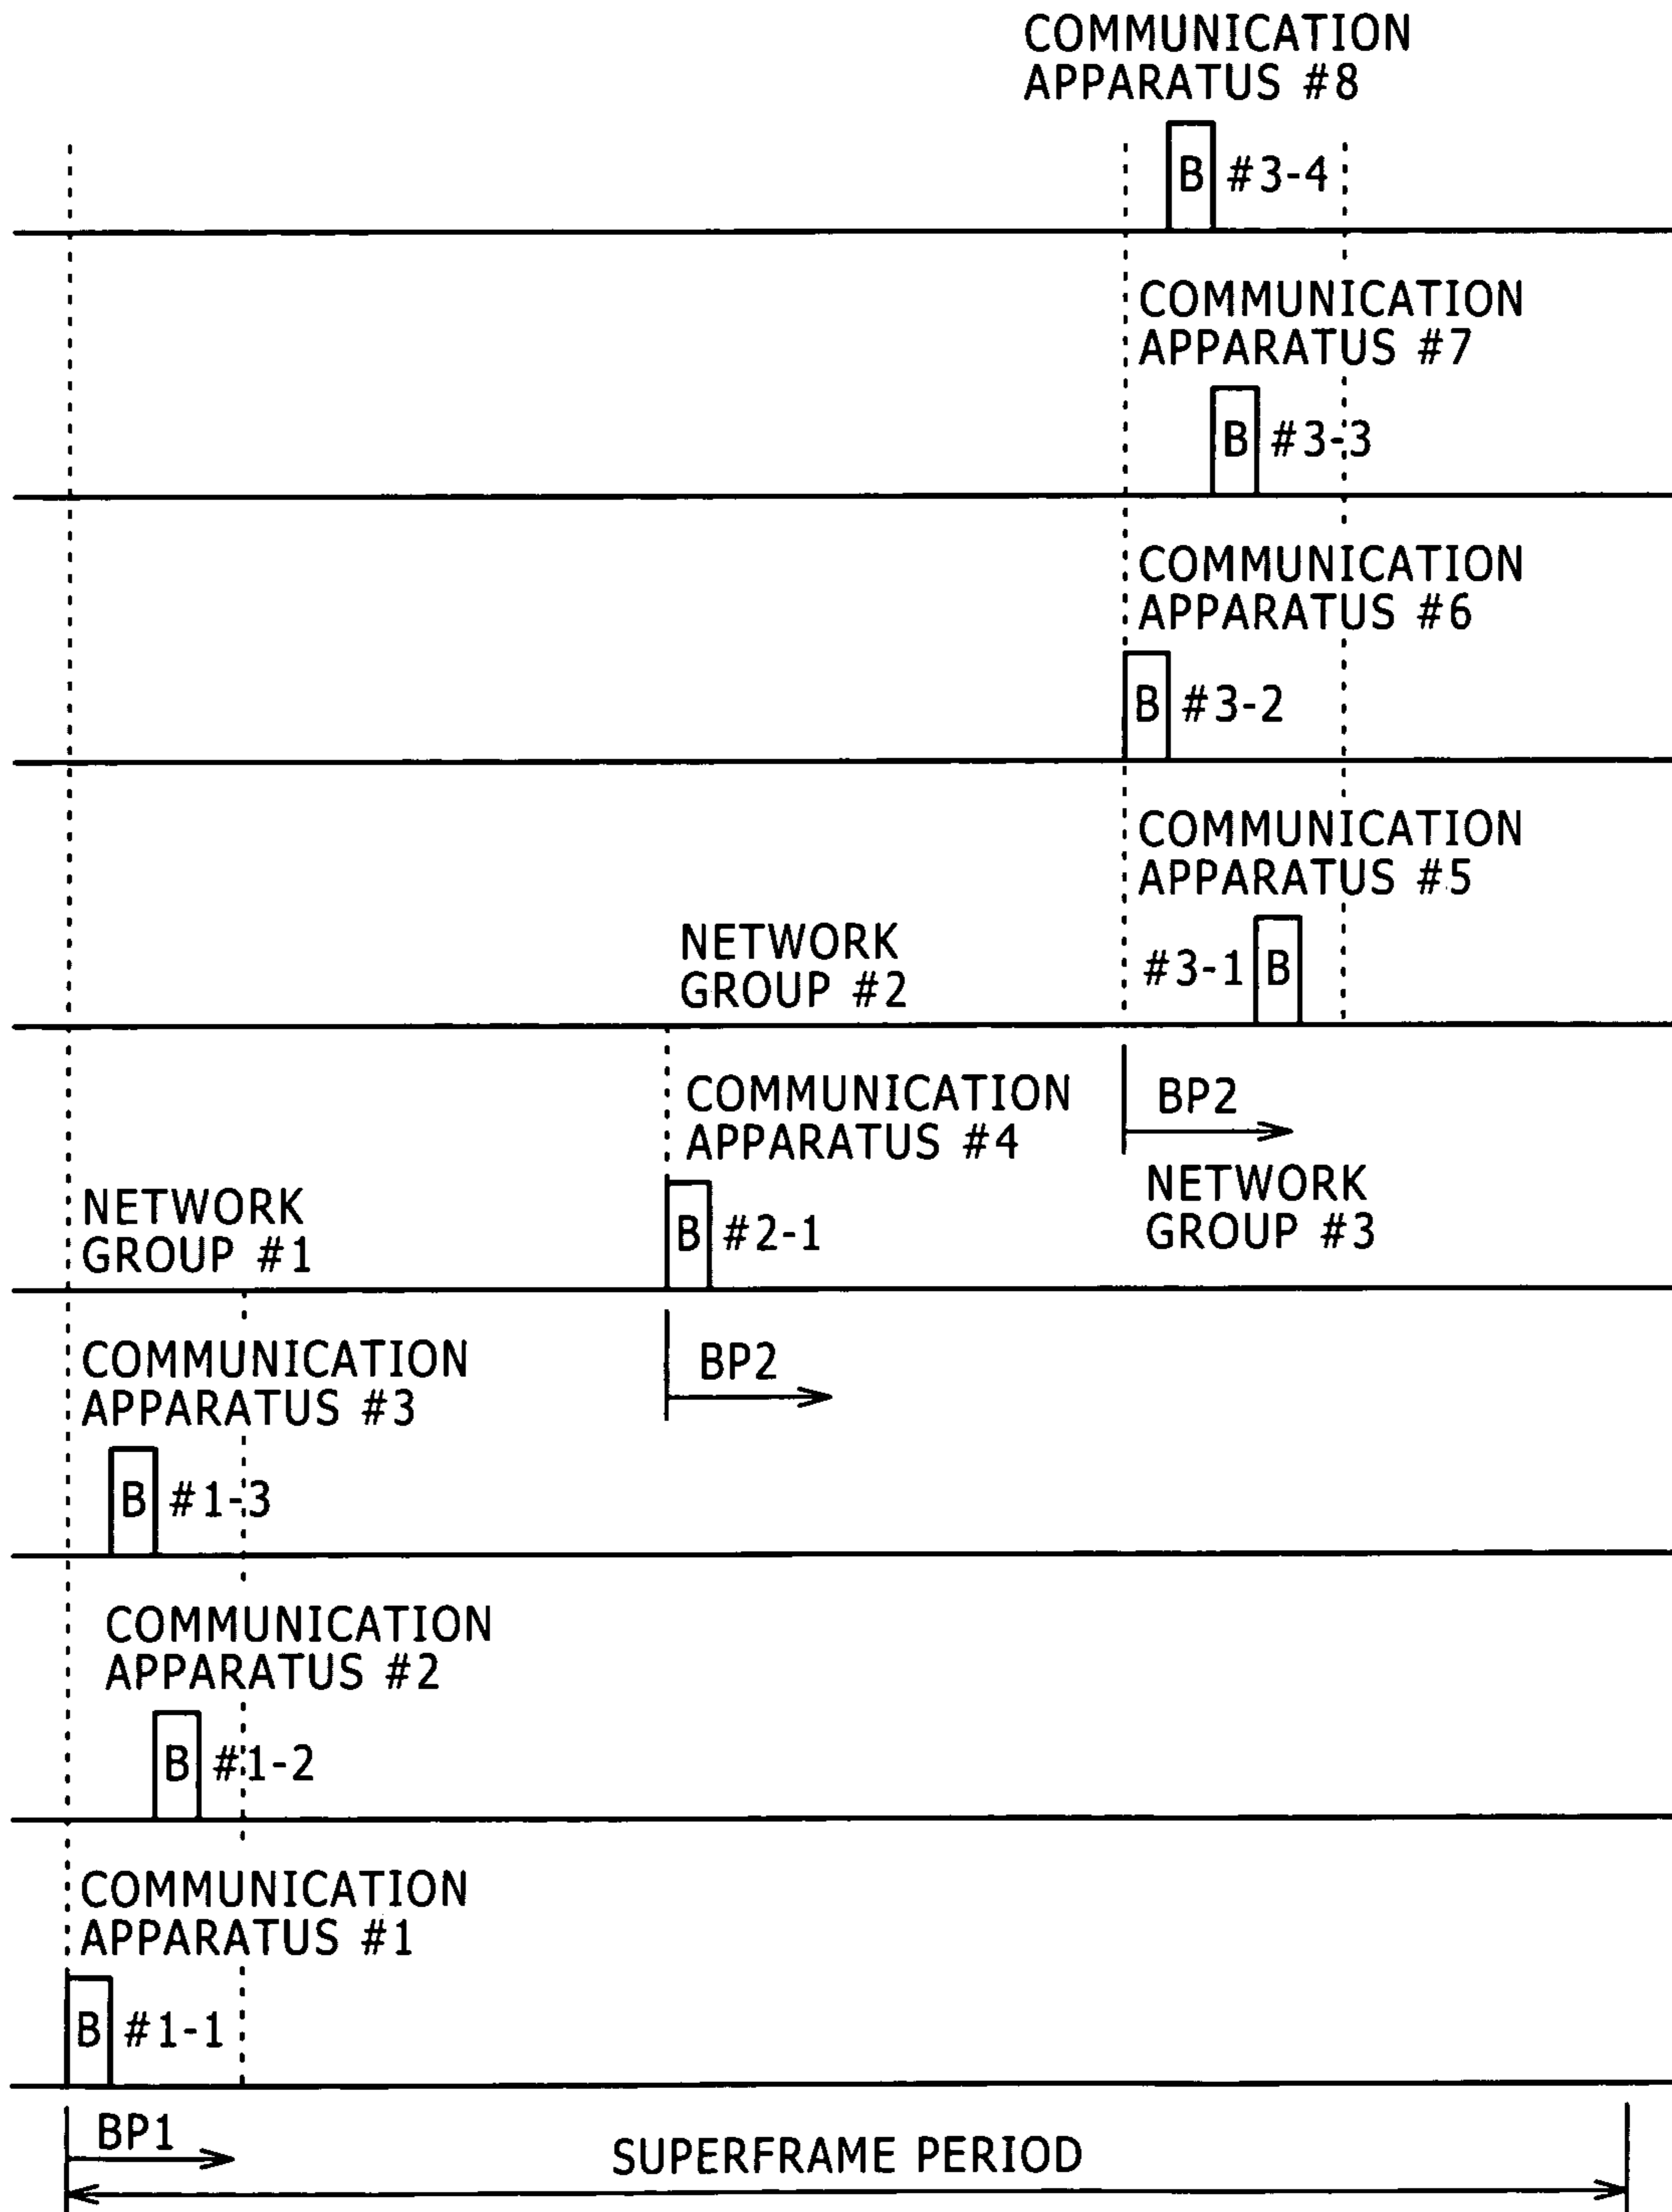 COMMUNICATION
APPARATUS #8
B #3-4
COMMUNICATION
APPARATUS #7
B #3-3
COMMUNICATION
APPARATUS #6
B #3-2
COMMUNICATION
APPARATUS #5
#3-1 B
NETWORK
GROUP #2
COMMUNICATION
APPARATUS #4
B #2-1
BP2
NETWORK
GROUP #3
NETWORK
GROUP #1
BP2
COMMUNICATION
APPARATUS #3
B #1-3
COMMUNICATION
APPARATUS #2
B #1-2
COMMUNICATION
APPARATUS #1
B #1-1
BP1
SUPERFRAME PERIOD